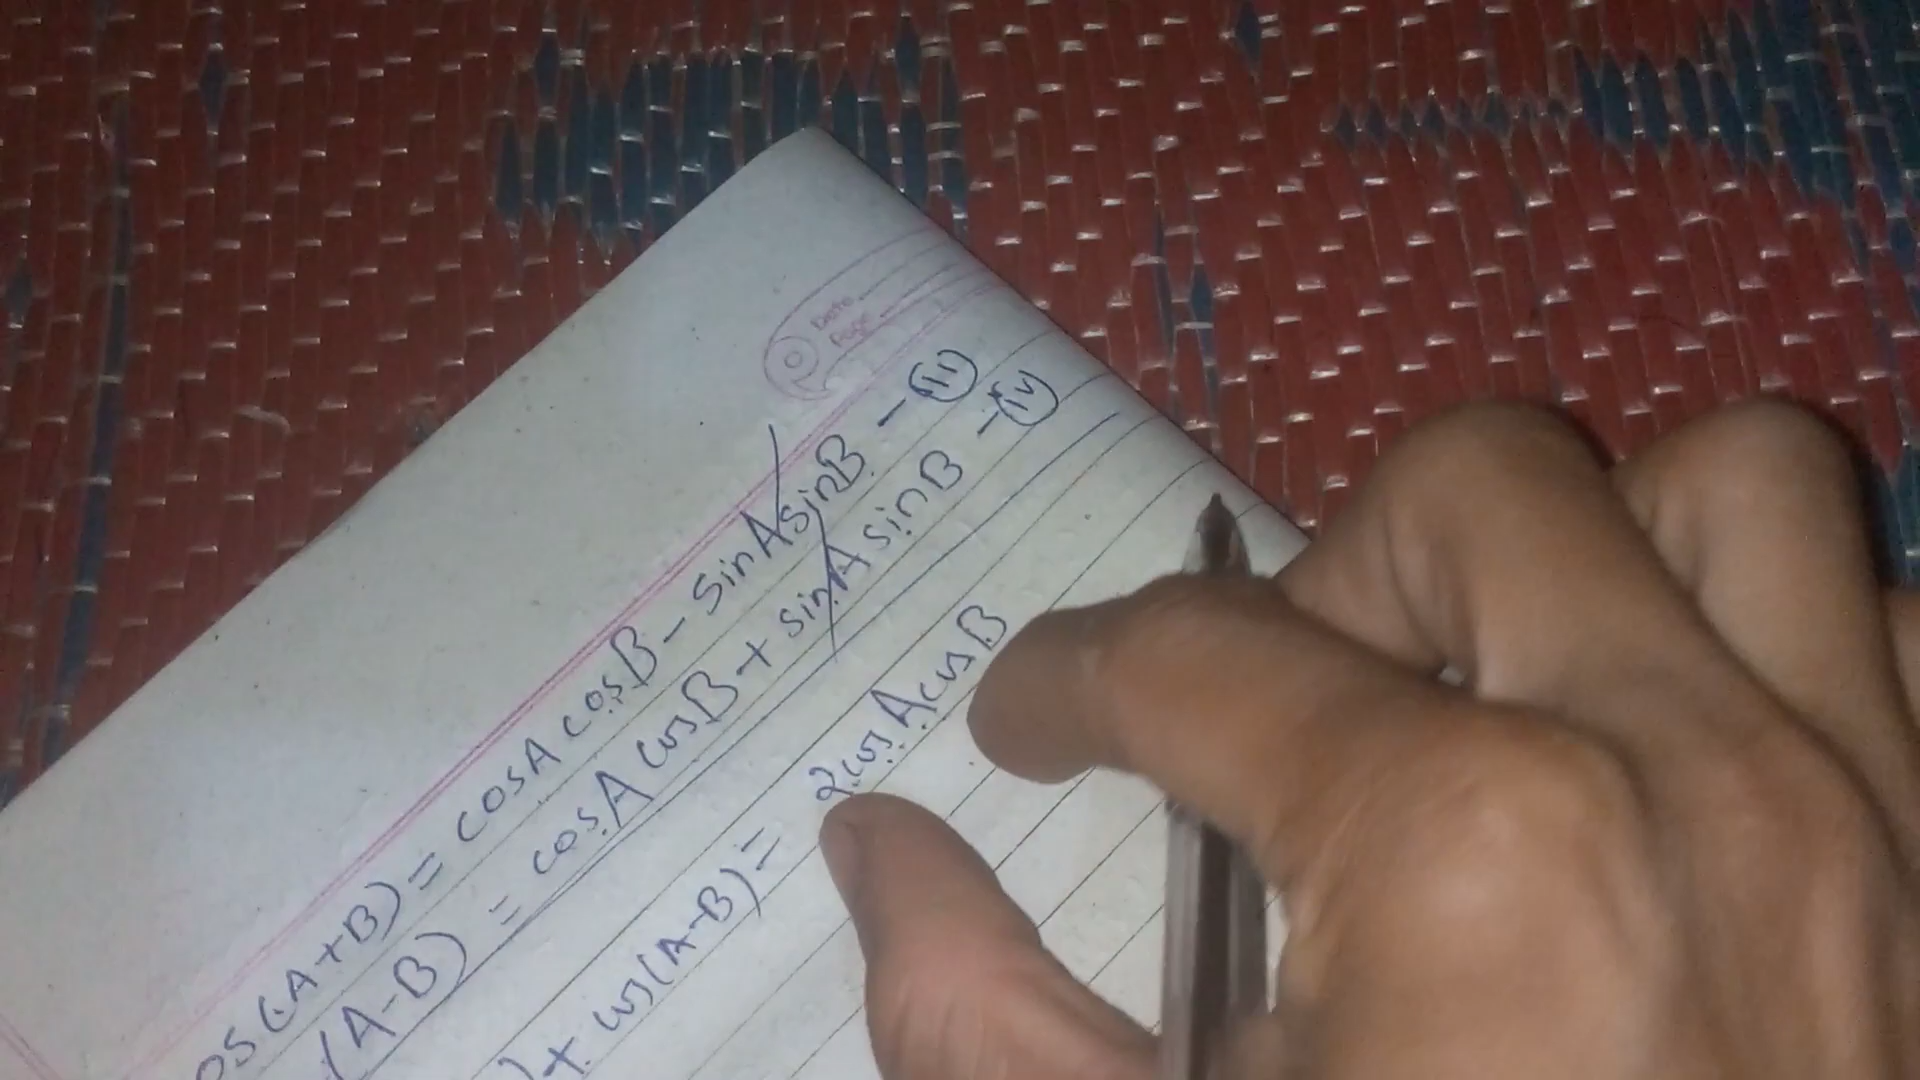 Date
Page
os(A+B) = cosA cosB - sinA sinB - (iii)
(A-B) = cosA cosB + sinA sinB - (iv)
) + cos(A-B) = 2cosA cosB